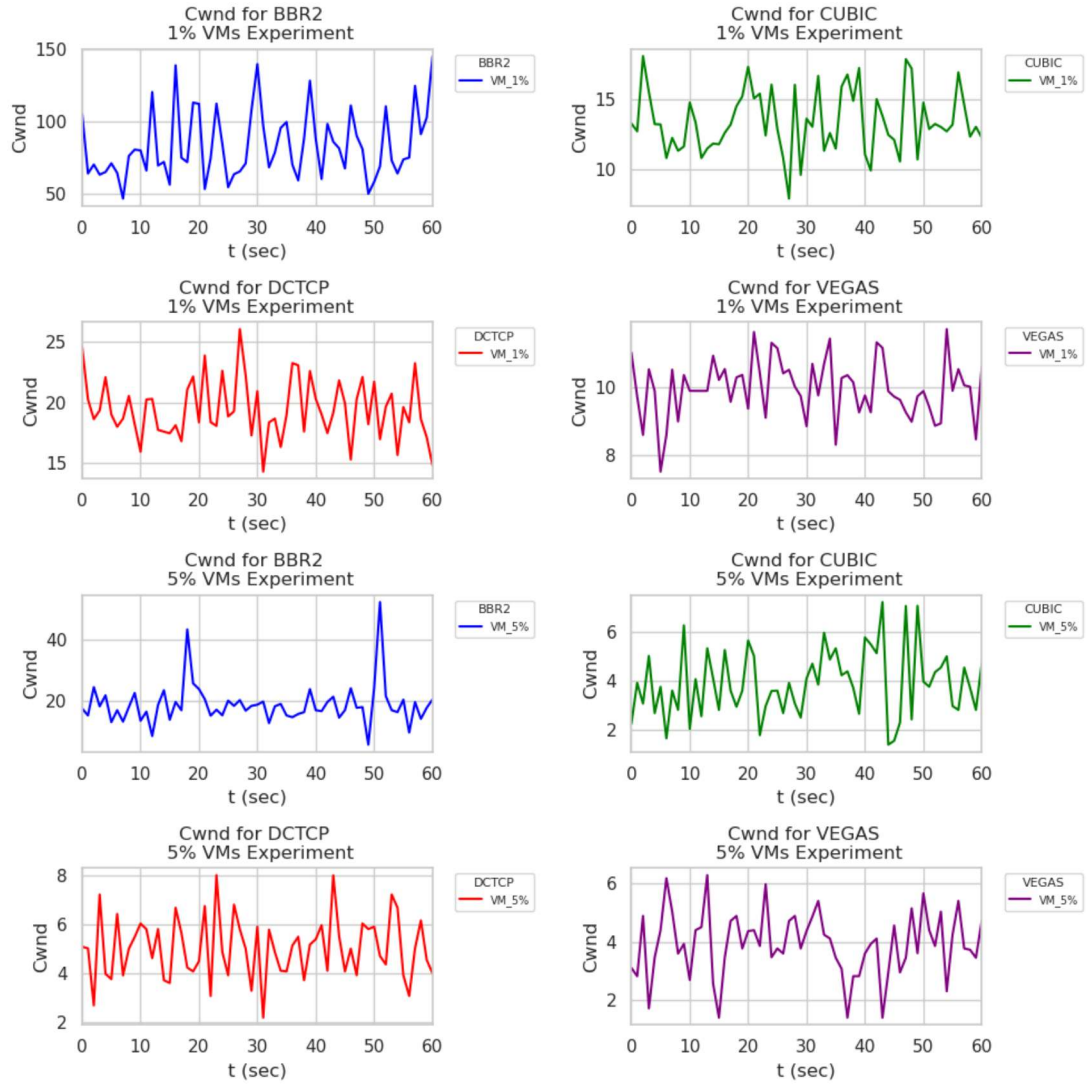 Cwnd for BBR2
1% VMs Experiment
150
100
50
Cwnd
0 10 20 30 40 50 60
t (sec)
BBR2
VM_1%
Cwnd for CUBIC
1% VMs Experiment
15
10
Cwnd
0 10 20 30 40 50 60
t (sec)
CUBIC
VM_1%
Cwnd for DCTCP
1% VMs Experiment
25
20
15
Cwnd
0 10 20 30 40 50 60
t (sec)
DCTCP
VM_1%
Cwnd for VEGAS
1% VMs Experiment
10
8
Cwnd
0 10 20 30 40 50 60
t (sec)
VEGAS
VM_1%
Cwnd for BBR2
5% VMs Experiment
40
20
Cwnd
0 10 20 30 40 50 60
t (sec)
BBR2
VM_5%
Cwnd for CUBIC
5% VMs Experiment
6
4
2
Cwnd
0 10 20 30 40 50 60
t (sec)
CUBIC
VM_5%
Cwnd for DCTCP
5% VMs Experiment
8
6
4
2
Cwnd
0 10 20 30 40 50 60
t (sec)
DCTCP
VM_5%
Cwnd for VEGAS
5% VMs Experiment
6
4
2
Cwnd
0 10 20 30 40 50 60
t (sec)
VEGAS
VM_5%